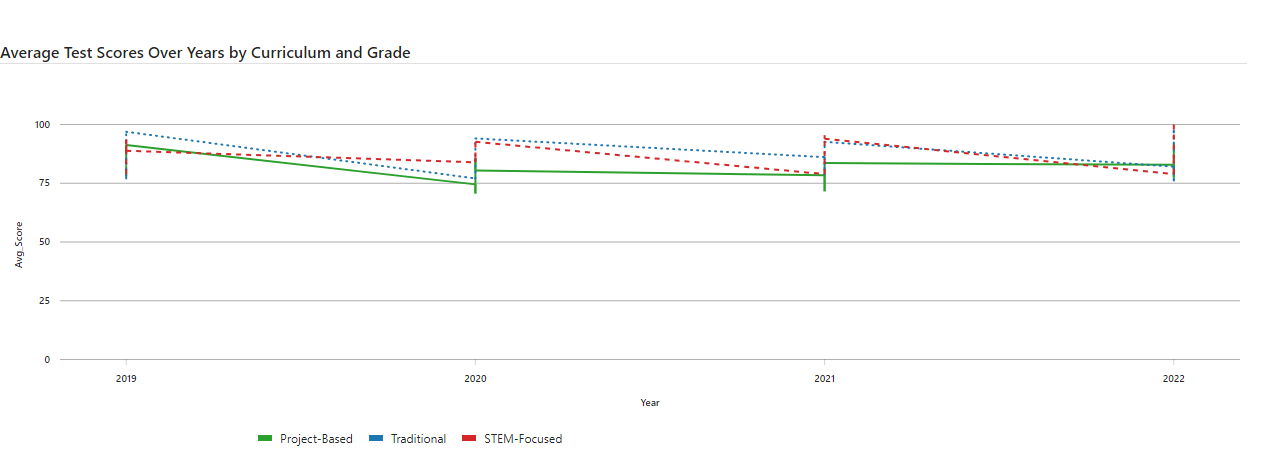 Average Test Scores Over Years by Curriculum and Grade
100
75
50
25
0
Avg_Score
2019 2020 2021 2022
Year
Project-Based Traditional STEM-Focused